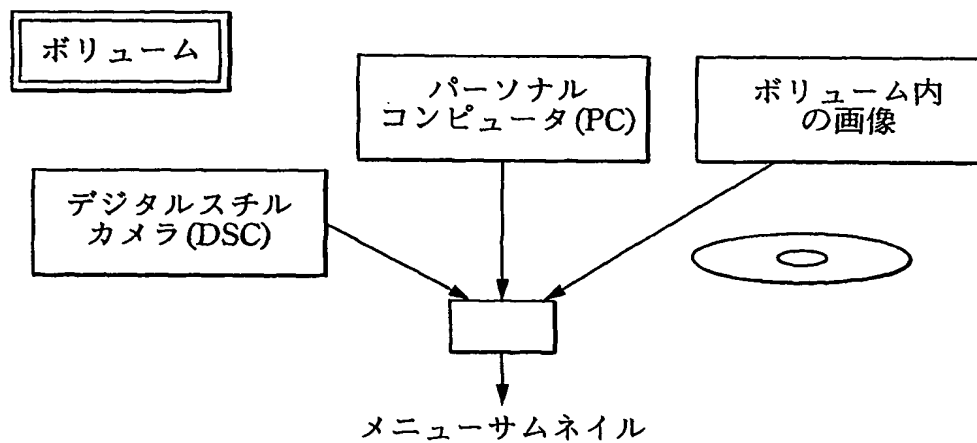 ボリューム
パーソナル
コンピュータ(PC)
ボリューム内
の画像
デジタルスチル
カメラ(DSC)
メニューサムネイル